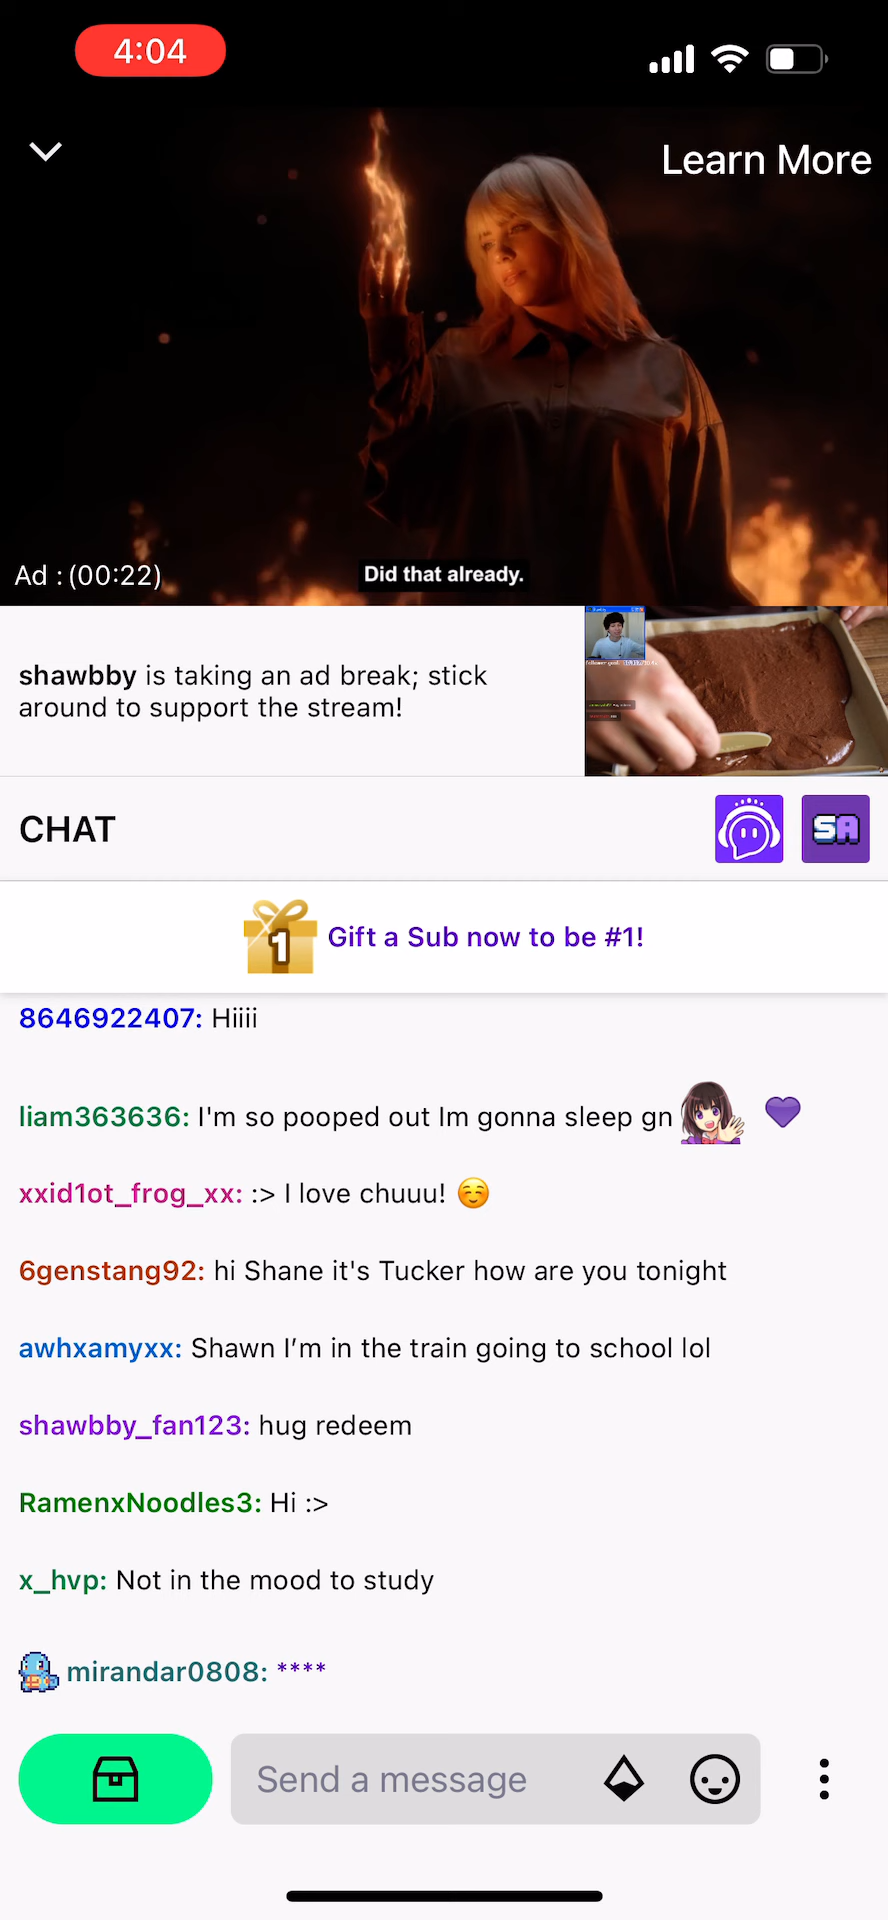 4:04
Learn More
Ad : (00:22)
Did that already.
shawbby is taking an ad break; stick
around to support the stream!
CHAT
SA
1
Gift a Sub now to be #1!
8646922407: Hiiii
liam363636: I'm so pooped out Im gonna sleep gn 💜
xxid1ot_frog_xx: :> I love chuuu! ☺️
6genstang92: hi Shane it's Tucker how are you tonight
awhxamyxx: Shawn I’m in the train going to school lol
shawbby_fan123: hug redeem
RamenxNoodles3: Hi :>
x_hvp: Not in the mood to study
mirandar0808: ****
Send a message